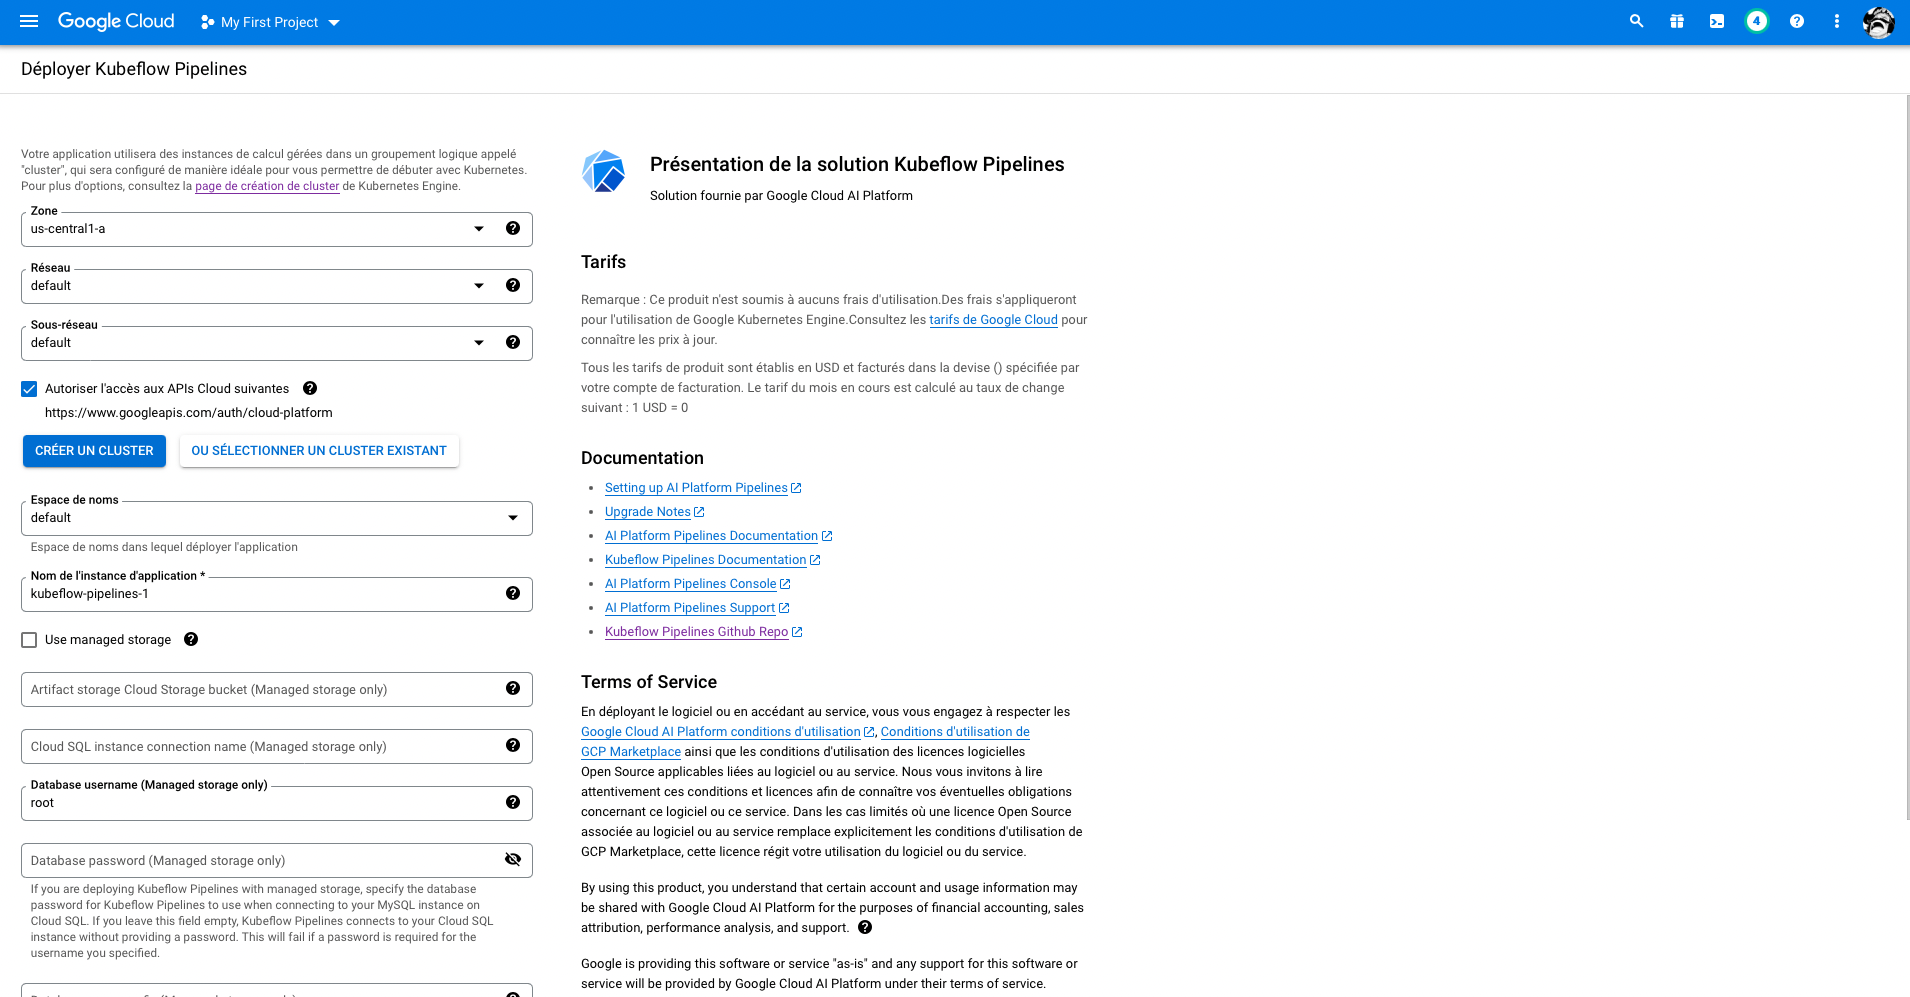 Google Cloud
My First Project
4
Déployer Kubeflow Pipelines
Votre application utilisera des instances de calcul gérées dans un groupement logique appelé
"cluster", qui sera configuré de manière idéale pour vous permettre de débuter avec Kubernetes.
Pour plus d'options, consultez la page de création de cluster de Kubernetes Engine.
Zone
us-central1-a
Réseau
default
Sous-réseau
default
Autoriser l'accès aux APIs Cloud suivantes
https://www.googleapis.com/auth/cloud-platform
CRÉER UN CLUSTER
OU SÉLECTIONNER UN CLUSTER EXISTANT
Espace de noms
default
Espace de noms dans lequel déployer l'application
Nom de l'instance d'application *
kubeflow-pipelines-1
Use managed storage
Artifact storage Cloud Storage bucket (Managed storage only)
Cloud SQL instance connection name (Managed storage only)
Database username (Managed storage only)
root
Database password (Managed storage only)
If you are deploying Kubeflow Pipelines with managed storage, specify the database
password for Kubeflow Pipelines to use when connecting to your MySQL instance on
Cloud SQL. If you leave this field empty, Kubeflow Pipelines connects to your Cloud SQL
instance without providing a password. This will fail if a password is required for the
username you specified.
Présentation de la solution Kubeflow Pipelines
Solution fournie par Google Cloud AI Platform
Tarifs
Remarque : Ce produit n'est soumis à aucuns frais d'utilisation.Des frais s'appliqueront
pour l'utilisation de Google Kubernetes Engine.Consultez les tarifs de Google Cloud pour
connaître les prix à jour.
Tous les tarifs de produit sont établis en USD et facturés dans la devise () spécifiée par
votre compte de facturation. Le tarif du mois en cours est calculé au taux de change
suivant : 1 USD = 0
Documentation
Setting up AI Platform Pipelines
Upgrade Notes
AI Platform Pipelines Documentation
Kubeflow Pipelines Documentation
AI Platform Pipelines Console
AI Platform Pipelines Support
Kubeflow Pipelines Github Repo
Terms of Service
En déployant le logiciel ou en accédant au service, vous vous engagez à respecter les
Google Cloud AI Platform conditions d'utilisation, Conditions d'utilisation de
GCP Marketplace ainsi que les conditions d'utilisation des licences logicielles
Open Source applicables liées au logiciel ou au service. Nous vous invitons à lire
attentivement ces conditions et licences afin de connaître vos éventuelles obligations
concernant ce logiciel ou ce service. Dans les cas limités où une licence Open Source
associée au logiciel ou au service remplace explicitement les conditions d'utilisation de
GCP Marketplace, cette licence régit votre utilisation du logiciel ou du service.
By using this product, you understand that certain account and usage information may
be shared with Google Cloud AI Platform for the purposes of financial accounting, sales
attribution, performance analysis, and support.
Google is providing this software or service "as-is" and any support for this software or
service will be provided by Google Cloud AI Platform under their terms of service.